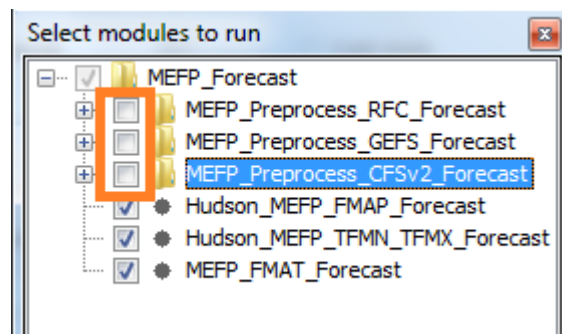 Select modules to run
MEFP_Forecast
MEFP_Preprocess_RFC_Forecast
MEFP_Preprocess_GEFS_Forecast
MEFP_Preprocess_CFSv2_Forecast
Hudson_MEFP_FMAP_Forecast
Hudson_MEFP_TFMN_TFMX_Forecast
MEFP_FMAT_Forecast